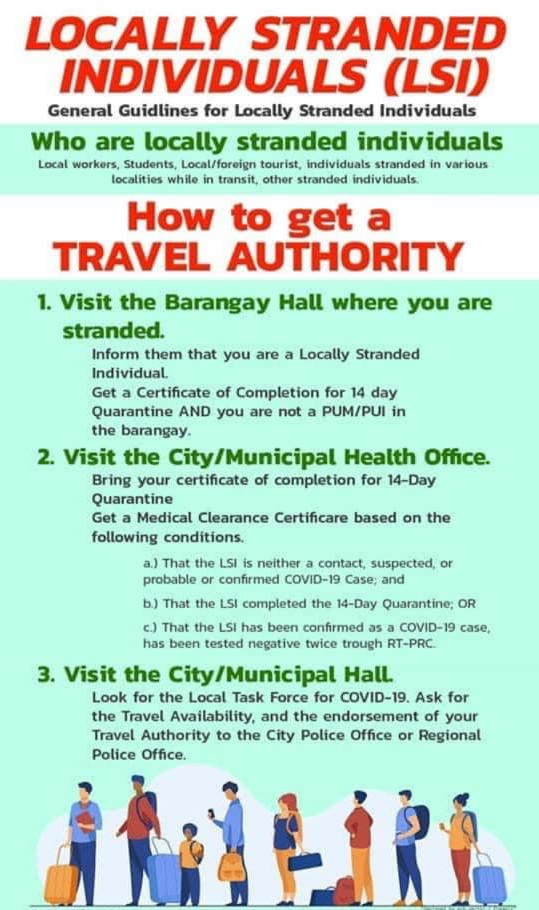 LOCALLY STRANDED
INDIVIDUALS (LSI)
General Guidlines for Locally Stranded Individuals
Who are locally stranded individuals
Local workers, Students, Local/foreign tourist, individuals stranded in various
localities while in transit, other stranded individuals.
How to get a
TRAVEL AUTHORITY
1. Visit the Barangay Hall where you are
stranded.
Inform them that you are a Locally Stranded
Individual.
Get a Certificate of Completion for 14 day
Quarantine AND you are not a PUM/PUI in
the barangay.
2. Visit the City/Municipal Health Office.
Bring your certificate of completion for 14-Day
Quarantine
Get a Medical Clearance Certificare based on the
following conditions.
a.) That the LSI is neither a contact, suspected, or
probable or confirmed COVID-19 Case; and
b.) That the LSI completed the 14-Day Quarantine; OR
c.) That the LSI has been confirmed as a COVID-19 case,
has been tested negative twice trough RT-PRC.
3. Visit the City/Municipal Hall.
Look for the Local Task Force for COVID-19. Ask for
the Travel Availability, and the endorsement of your
Travel Authority to the City Police Office or Regional
Police Office.